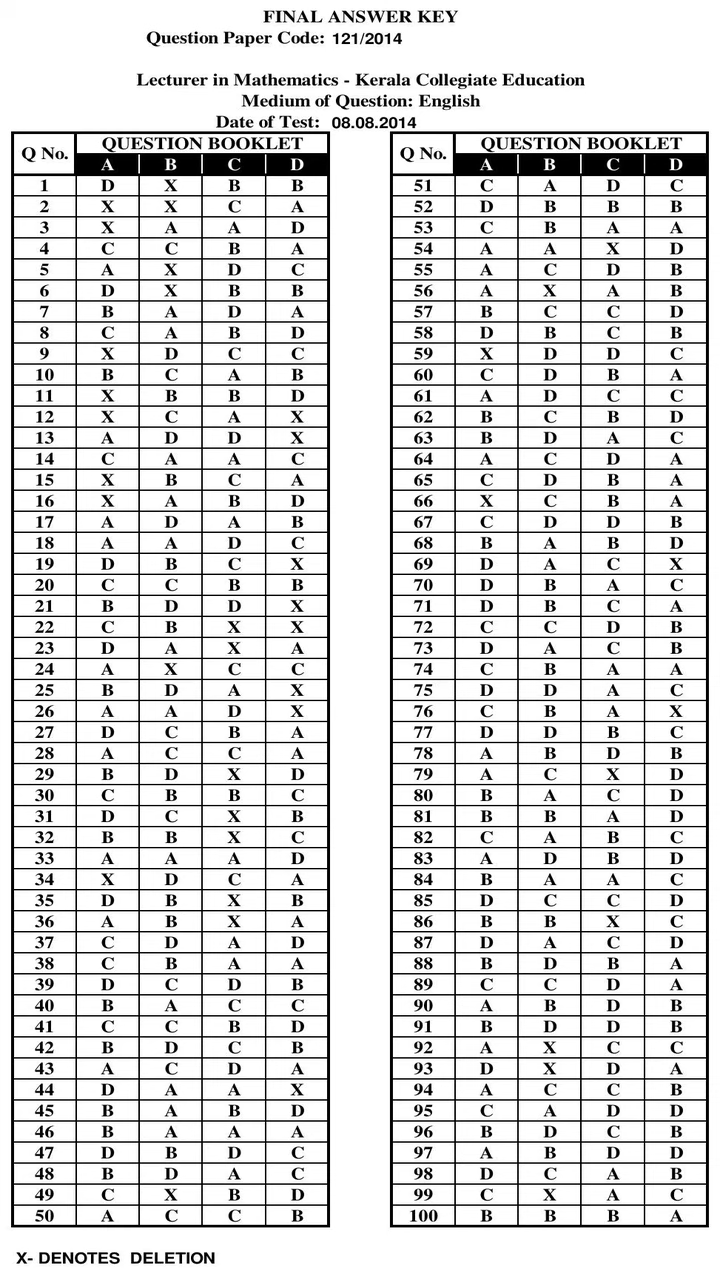 FINAL ANSWER KEY
Question Paper Code: 121/2014
Lecturer in Mathematics - Kerala Collegiate Education
Medium of Question: English
Date of Test: 08.08.2014
Q No. QUESTION BOOKLET Q No. QUESTION BOOKLET
A B C D A B C D
1 D X B B 51 C A D C
2 X X C A 52 D B B B
3 X A A D 53 C B A A
4 C C B A 54 A A X D
5 A X D C 55 A C D B
6 D X B B 56 A X A B
7 B A D A 57 B C C D
8 C A B D 58 D B C B
9 X D C C 59 X D D C
10 B C A B 60 C D B A
11 X B B D 61 A D C C
12 X C A X 62 B C B D
13 A D D X 63 B D A C
14 C A A C 64 A C D A
15 X B C A 65 C D B A
16 X A B D 66 X C B A
17 A D A B 67 C D D B
18 A A D C 68 B A B D
19 D B C X 69 D A C X
20 C C B B 70 D B A C
21 B D D X 71 D B C A
22 C B X X 72 C C D B
23 D A X A 73 D A C B
24 A X C C 74 C B A A
25 B D A X 75 D D A C
26 A A D X 76 C B A X
27 D C B A 77 D D B C
28 A C C A 78 A B D B
29 B D X D 79 A C X D
30 C B B C 80 B A C D
31 D C X B 81 B B A D
32 B B X C 82 C A B C
33 A A A D 83 A D B D
34 X D C A 84 B A A C
35 D B X B 85 D C C D
36 A B X A 86 B B X C
37 C D A D 87 D A C D
38 C B A A 88 B D B A
39 D C D B 89 C C D A
40 B A C C 90 A B D B
41 C C B D 91 B D D B
42 B D C B 92 A X C C
43 A C D A 93 D X D A
44 D A A X 94 A C C B
45 B A B D 95 C A D D
46 B A A A 96 B D C B
47 D B D C 97 A B D D
48 B D A C 98 D C A B
49 C X B D 99 C X A C
50 A C C B 100 B B B A
X- DENOTES DELETION